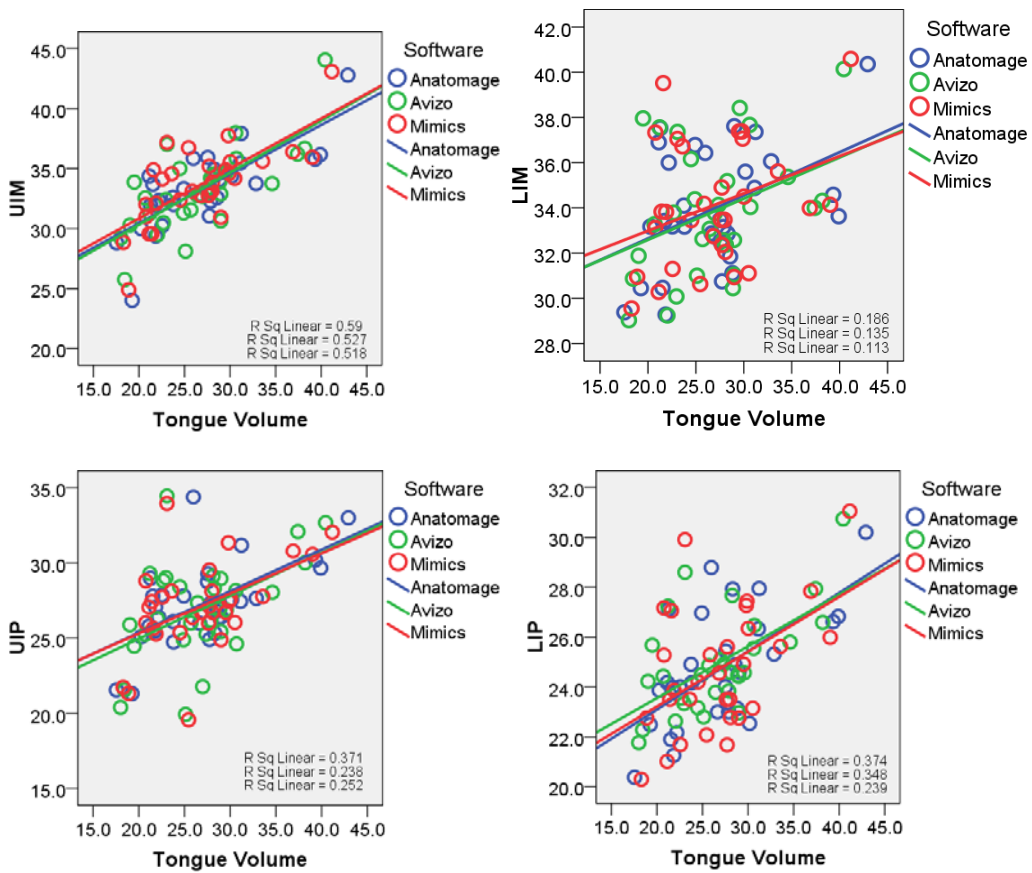 45.0
40.0
35.0
30.0
25.0
20.0
UIM
15.0 20.0 25.0 30.0 35.0 40.0 45.0
Tongue Volume
R Sq Linear = 0.59
R Sq Linear = 0.527
R Sq Linear = 0.518
Software
Anatomage
Avizo
Mimics
Anatomage
Avizo
Mimics
42.0
40.0
38.0
36.0
34.0
32.0
30.0
28.0
LIM
15.0 20.0 25.0 30.0 35.0 40.0 45.0
Tongue Volume
R Sq Linear = 0.186
R Sq Linear = 0.135
R Sq Linear = 0.113
Software
Anatomage
Avizo
Mimics
Anatomage
Avizo
Mimics
35.0
30.0
25.0
20.0
15.0
UIP
15.0 20.0 25.0 30.0 35.0 40.0 45.0
Tongue Volume
R Sq Linear = 0.371
R Sq Linear = 0.238
R Sq Linear = 0.252
Software
Anatomage
Avizo
Mimics
Anatomage
Avizo
Mimics
32.0
30.0
28.0
26.0
24.0
22.0
20.0
LIP
15.0 20.0 25.0 30.0 35.0 40.0 45.0
Tongue Volume
R Sq Linear = 0.374
R Sq Linear = 0.348
R Sq Linear = 0.239
Software
Anatomage
Avizo
Mimics
Anatomage
Avizo
Mimics